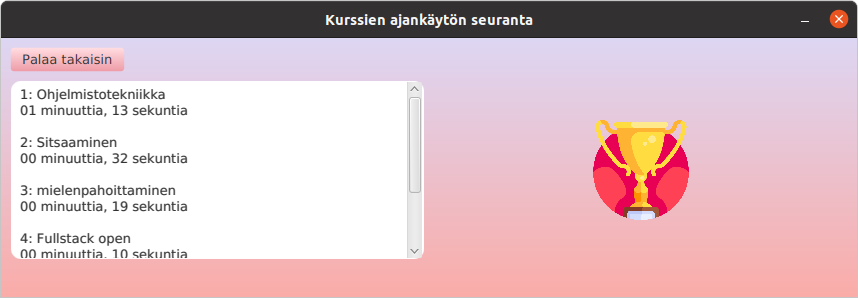 Kurssien ajankäytön seuranta
Palaa takaisin
1: Ohjelmistotekniikka
01 minuuttia, 13 sekuntia
2: Sitsaaminen
00 minuuttia, 32 sekuntia
3: mielenpahoittaminen
00 minuuttia, 19 sekuntia
4: Fullstack open
00 minuuttia, 10 sekuntia